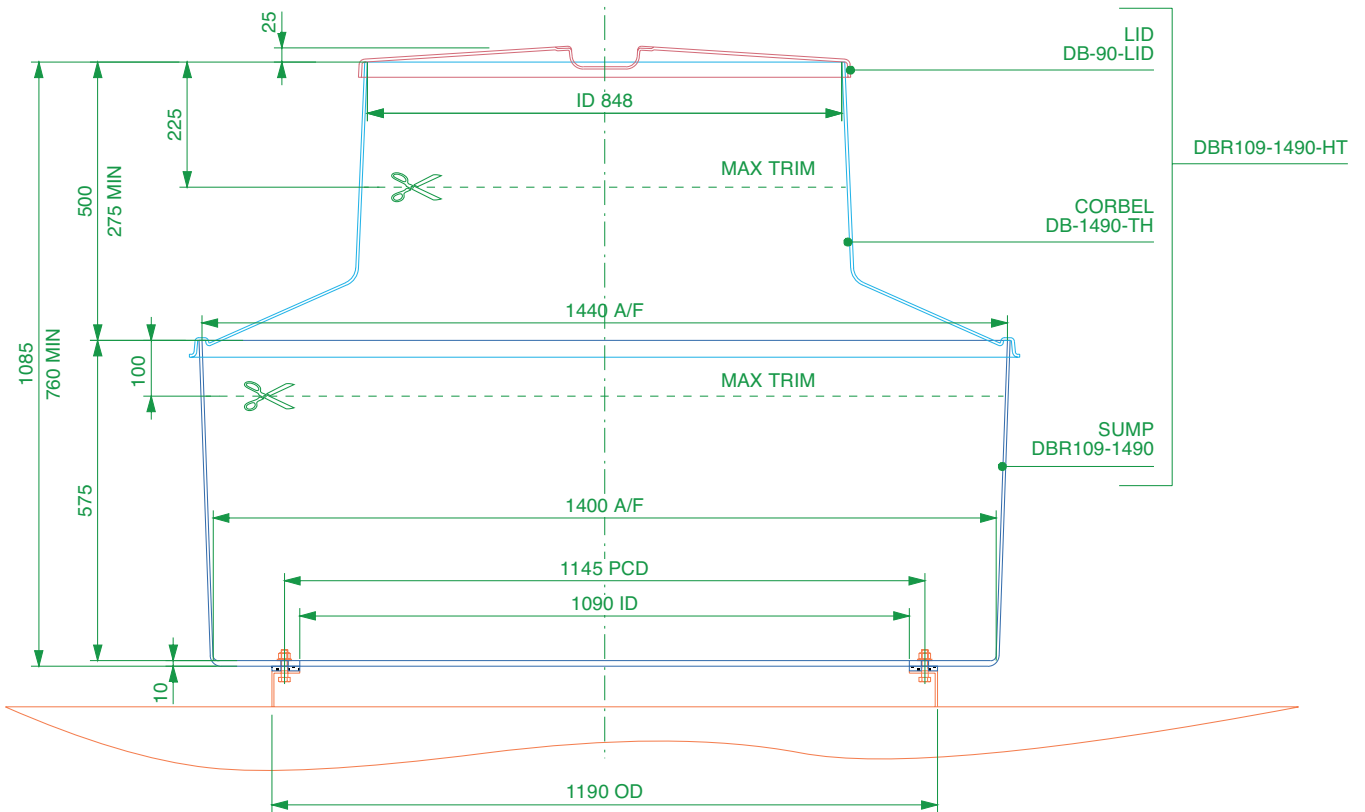 25
LID
DB-90-LID
ID 848
225
DBR109-1490-HT
MAX TRIM
500
275 MIN
CORBEL
DB-1490-TH
1440 A/F
1085
760 MIN
100
MAX TRIM
SUMP
DBR109-1490
575
1400 A/F
1145 PCD
1090 ID
10
1190 OD